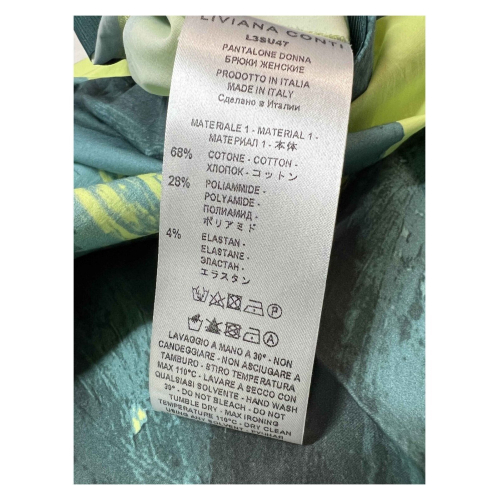 LIVIANA CONTI
L3SU47
PANTALONE DONNA
БРЮКИ ЖЕНСКИЕ
PRODOTTO IN ITALIA
MADE IN ITALY
Сделано в Италии
MATERIALE 1 - MATERIAL 1 -
МАТЕРИАЛ 1 - 本体
68% COTONE - COTTON -
ХЛОПОК - コットン
28% POLIAMMIDE -
POLYAMIDE -
ПОЛИАМИД -
ポリアミド
4% ELASTAN -
ELASTANE -
ЭЛАСТАН -
エラスタン
P
A
LAVAGGIO A MANO A 30° - NON
CANDEGGIARE - NON ASCIUGARE A
TAMBURO - STIRO TEMPERATURA
MAX 110°C - LAVARE A SECCO CON
QUALSIASI SOLVENTE - HAND WASH
30° - DO NOT BLEACH - DO NOT
TUMBLE DRY - MAX IRONING
TEMPERATURE 110°C - DRY CLEAN
USING ANY SOLVENT